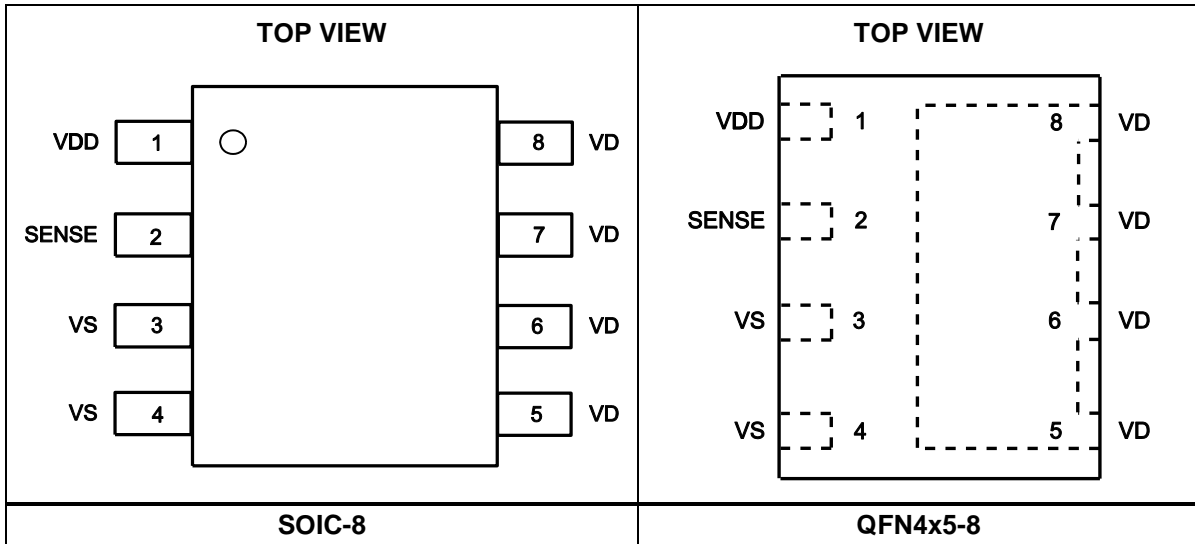 TOP VIEW
VDD 1 8 VD
SENSE 2 7 VD
VS 3 6 VD
VS 4 5 VD
SOIC-8
TOP VIEW
VDD 1 8 VD
SENSE 2 7 VD
VS 3 6 VD
VS 4 5 VD
QFN4x5-8